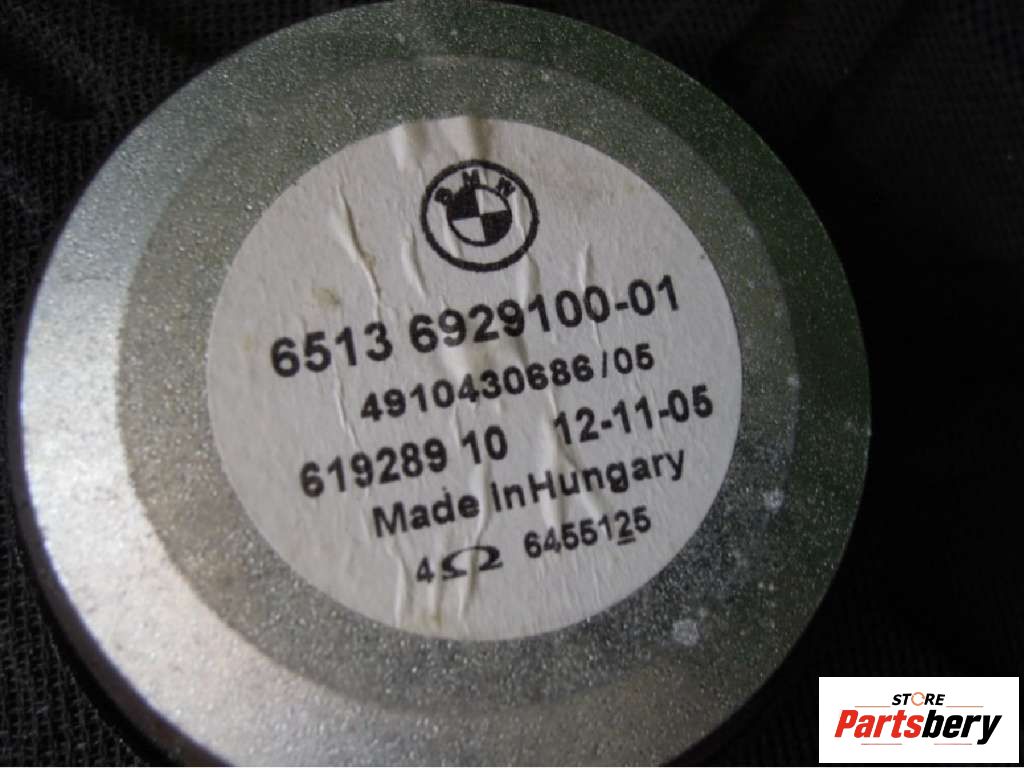 BMW
6513 6929100-01
4910430686/05
619289 10 12-11-05
Made In Hungary
4Ω 6455125
STORE
Partsbery